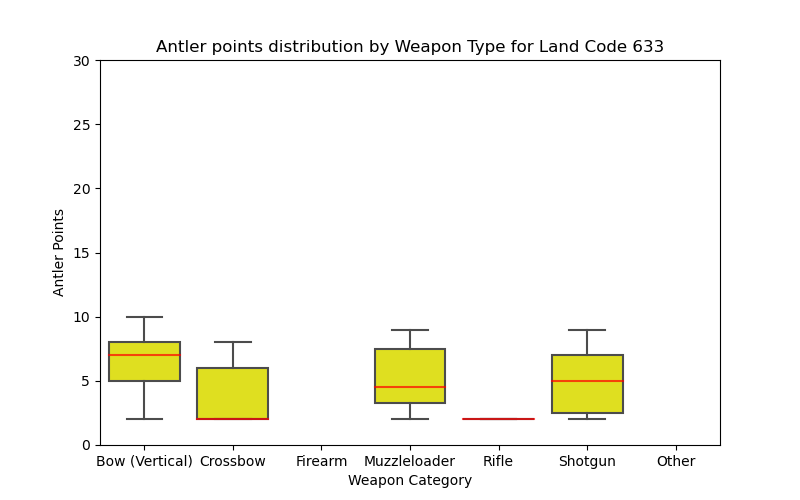 Antler points distribution by Weapon Type for Land Code 633
30
25
20
15
10
5
0
Antler Points
Bow (Vertical) Crossbow Firearm Muzzleloader Rifle Shotgun Other
Weapon Category